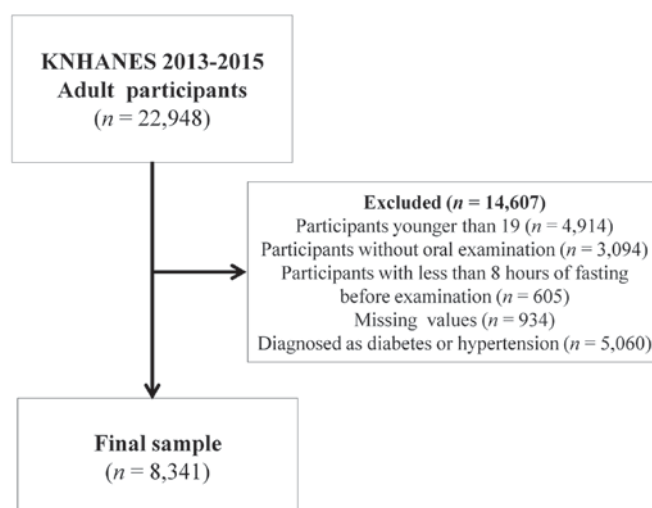 KNHANES 2013-2015
Adult participants
(n = 22,948)
Excluded (n = 14,607)
Participants younger than 19 (n = 4,914)
Participants without oral examination (n = 3,094)
Participants with less than 8 hours of fasting
before examination (n = 605)
Missing values (n = 934)
Diagnosed as diabetes or hypertension (n = 5,060)
Final sample
(n = 8,341)